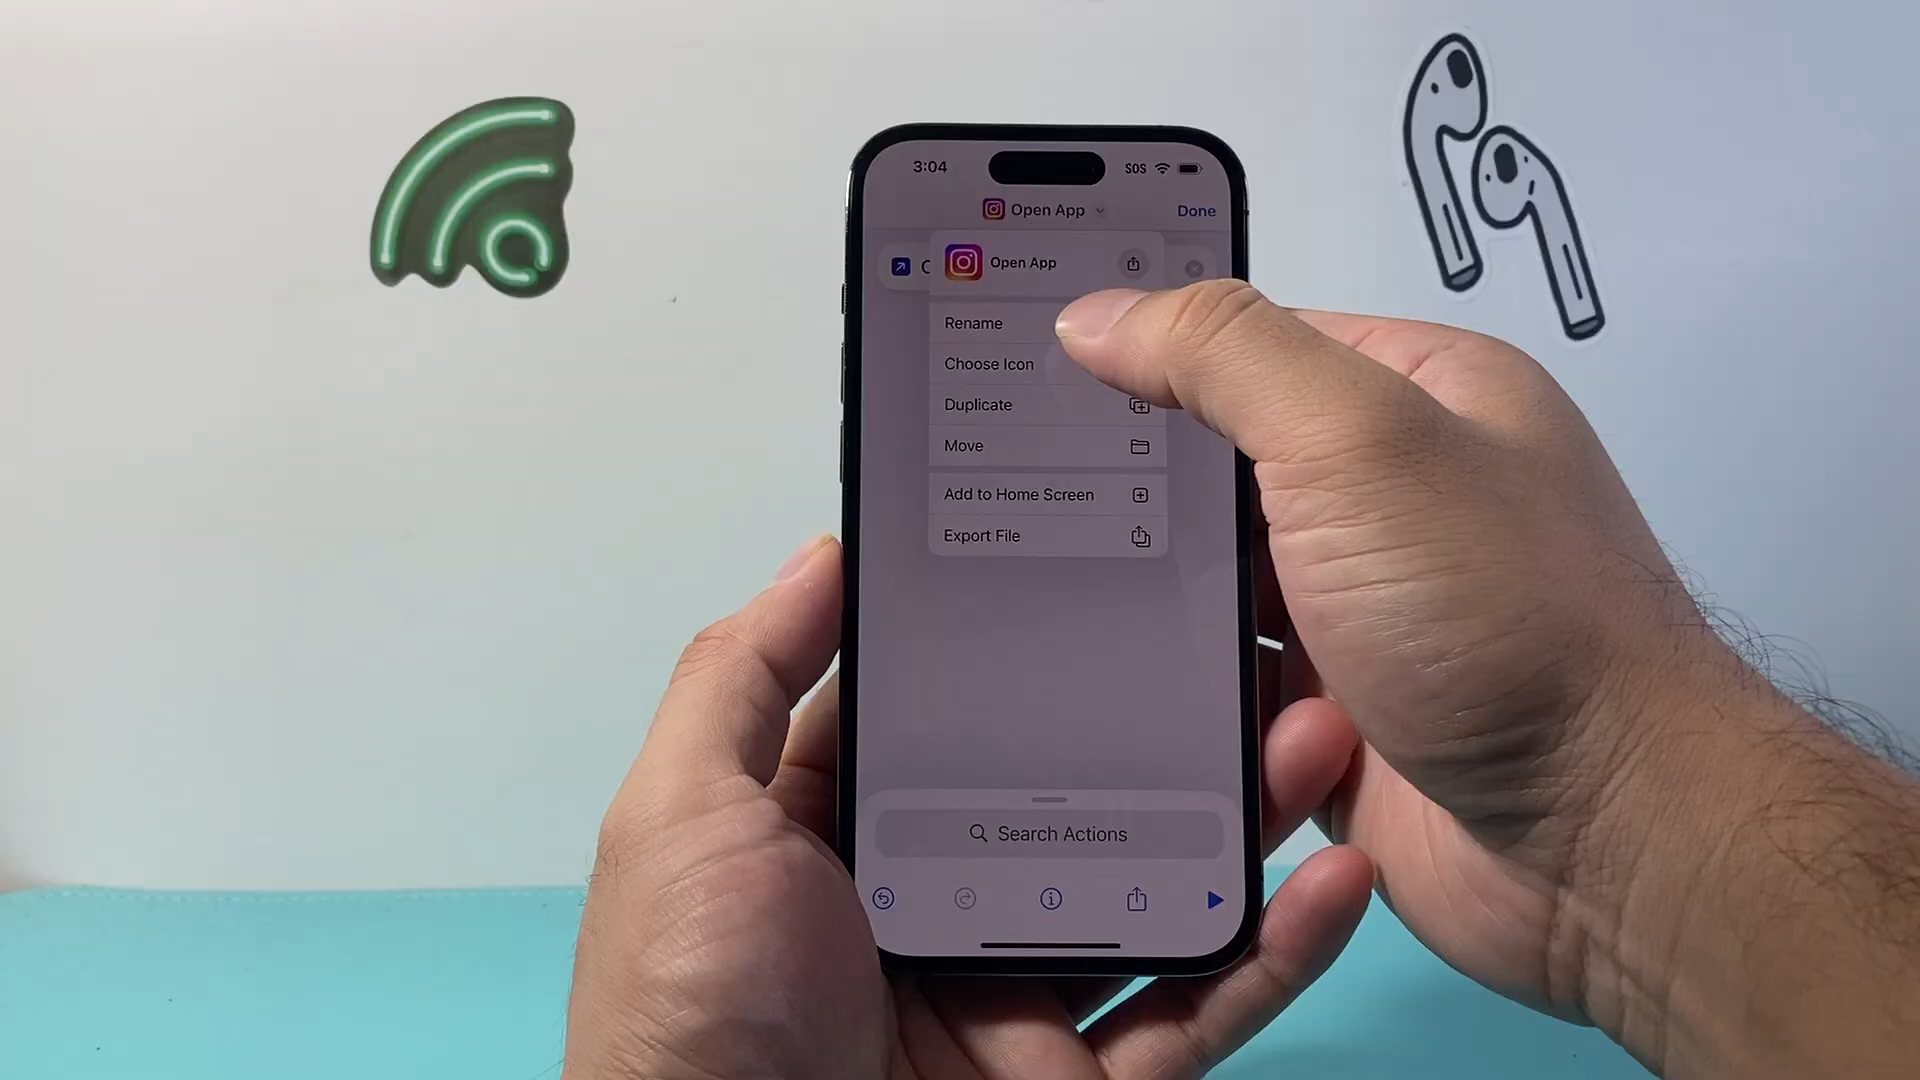 3:04
SOS
Open App
Done
Open App
Rename
Choose Icon
Duplicate
Move
Add to Home Screen
Export File
Search Actions